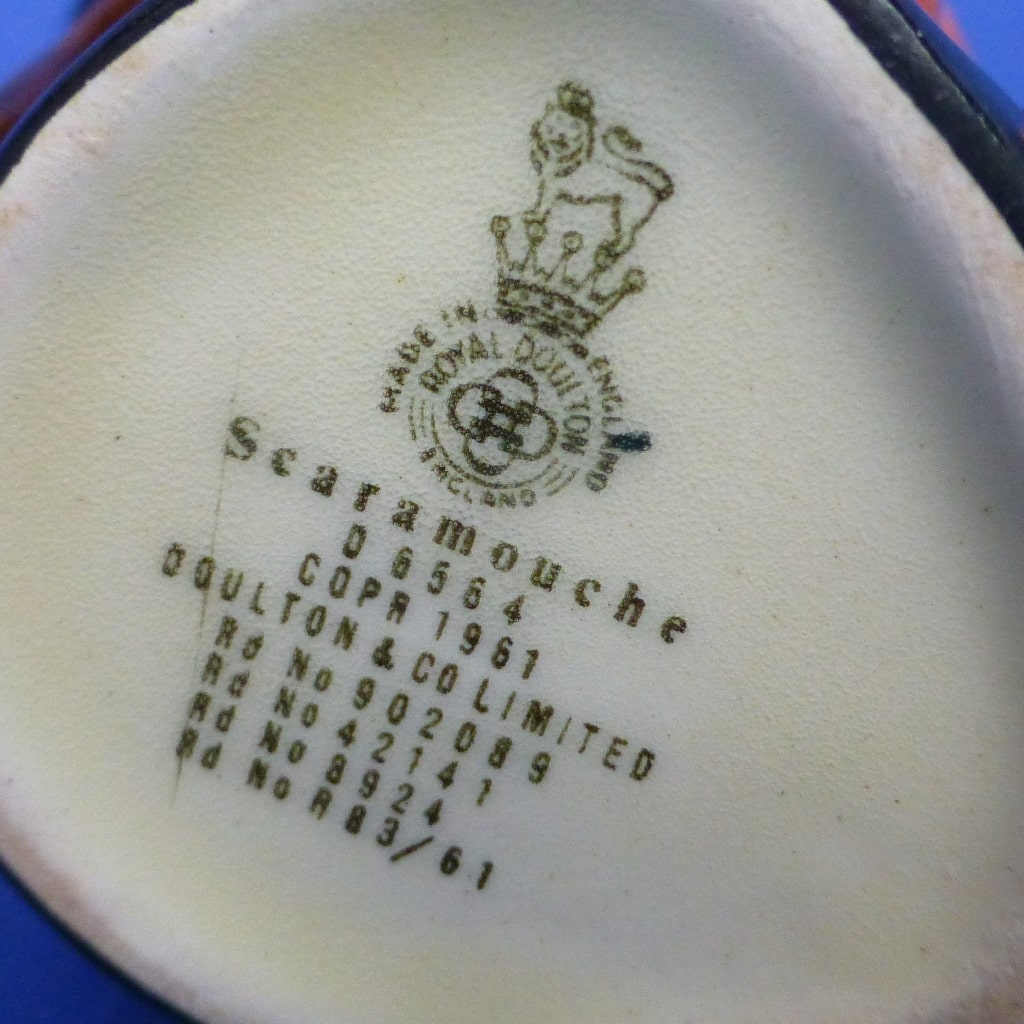 MADE IN ENGLAND
ROYAL DOULTON
ENGLAND
Scaramouche
D 6564
COPR 1961
DOULTON & CO LIMITED
Rd No 902089
Rd No 42141
Rd No 8924
Rd No R 83/61